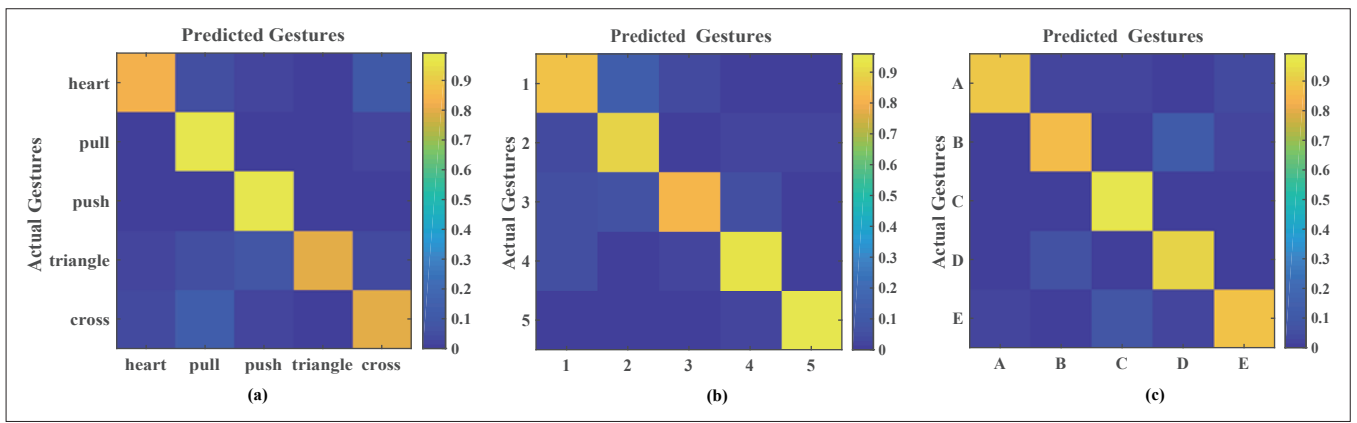 Predicted Gestures
Actual Gestures
heart
pull
push
triangle
cross
heart pull push triangle cross
0.9
0.8
0.7
0.6
0.5
0.4
0.3
0.2
0.1
0
(a)
Predicted Gestures
Actual Gestures
1
2
3
4
5
1 2 3 4 5
0.9
0.8
0.7
0.6
0.5
0.4
0.3
0.2
0.1
0
(b)
Predicted Gestures
Actual Gestures
A
B
C
D
E
A B C D E
0.9
0.8
0.7
0.6
0.5
0.4
0.3
0.2
0.1
0
(c)